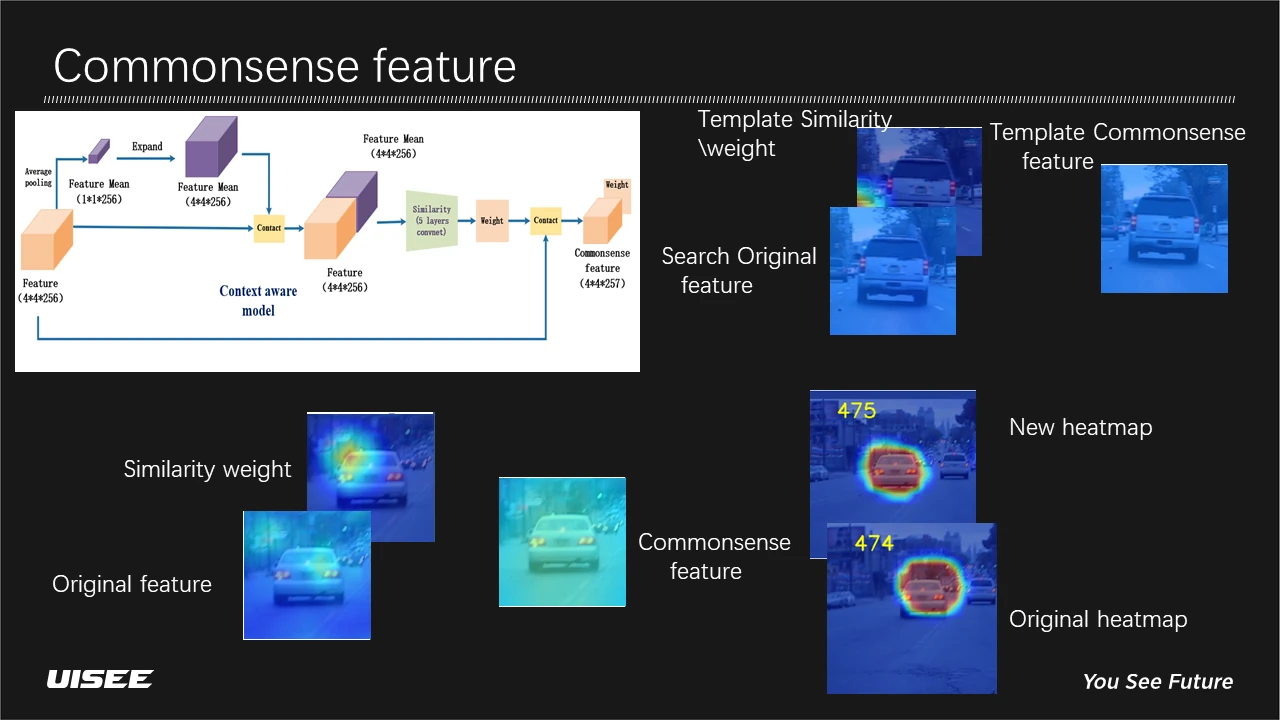 Commonsense feature
Average
pooling
Expand
Feature Mean
(1*1*256)
Feature Mean
(4*4*256)
Feature Mean
(4*4*256)
Contact
Similarity
(5 layers
convnet)
Weight
Contact
Weight
Commonsense
feature
(4*4*257)
Feature
(4*4*256)
Feature
(4*4*256)
Context aware
model
Template Similarity
\weight
Template Commonsense
feature
Search Original
feature
Similarity weight
Original feature
Commonsense
feature
475
New heatmap
474
Original heatmap
UISEE
You See Future